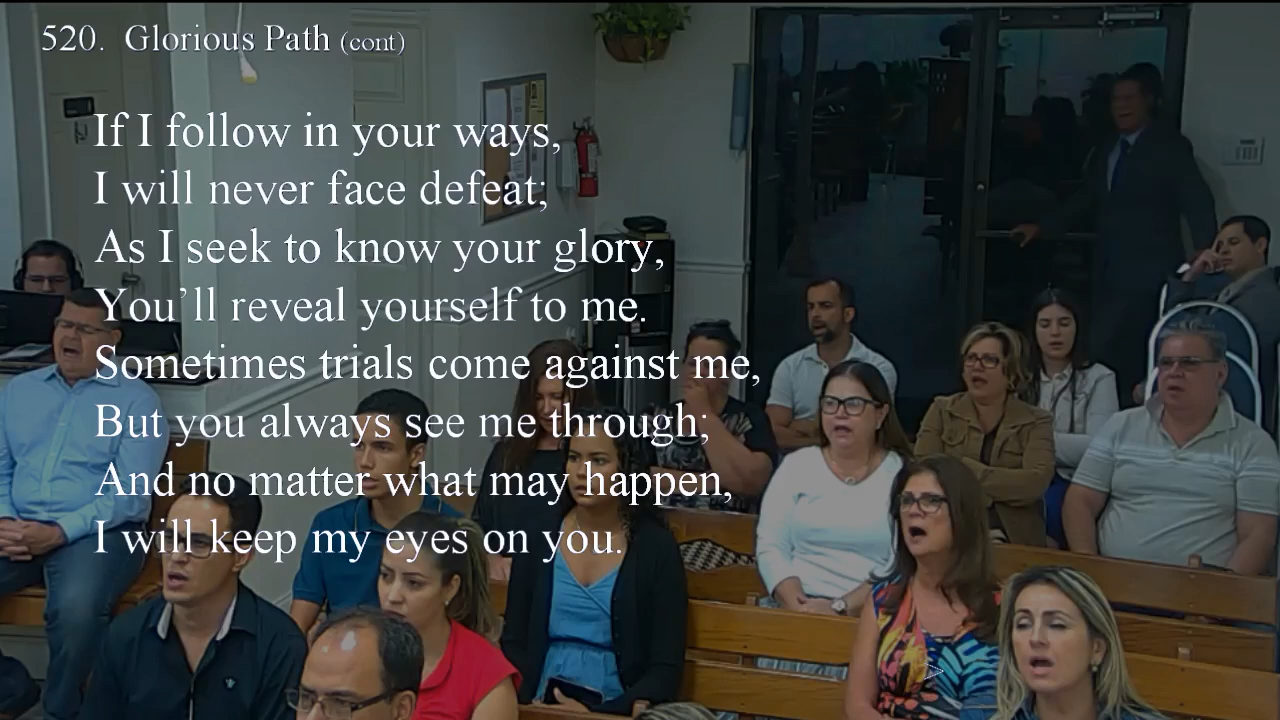 520. Glorious Path (cont)
If I follow in your ways,
I will never face defeat;
As I seek to know your glory,
You’ll reveal yourself to me.
Sometimes trials come against me,
But you always see me through;
And no matter what may happen,
I will keep my eyes on you.